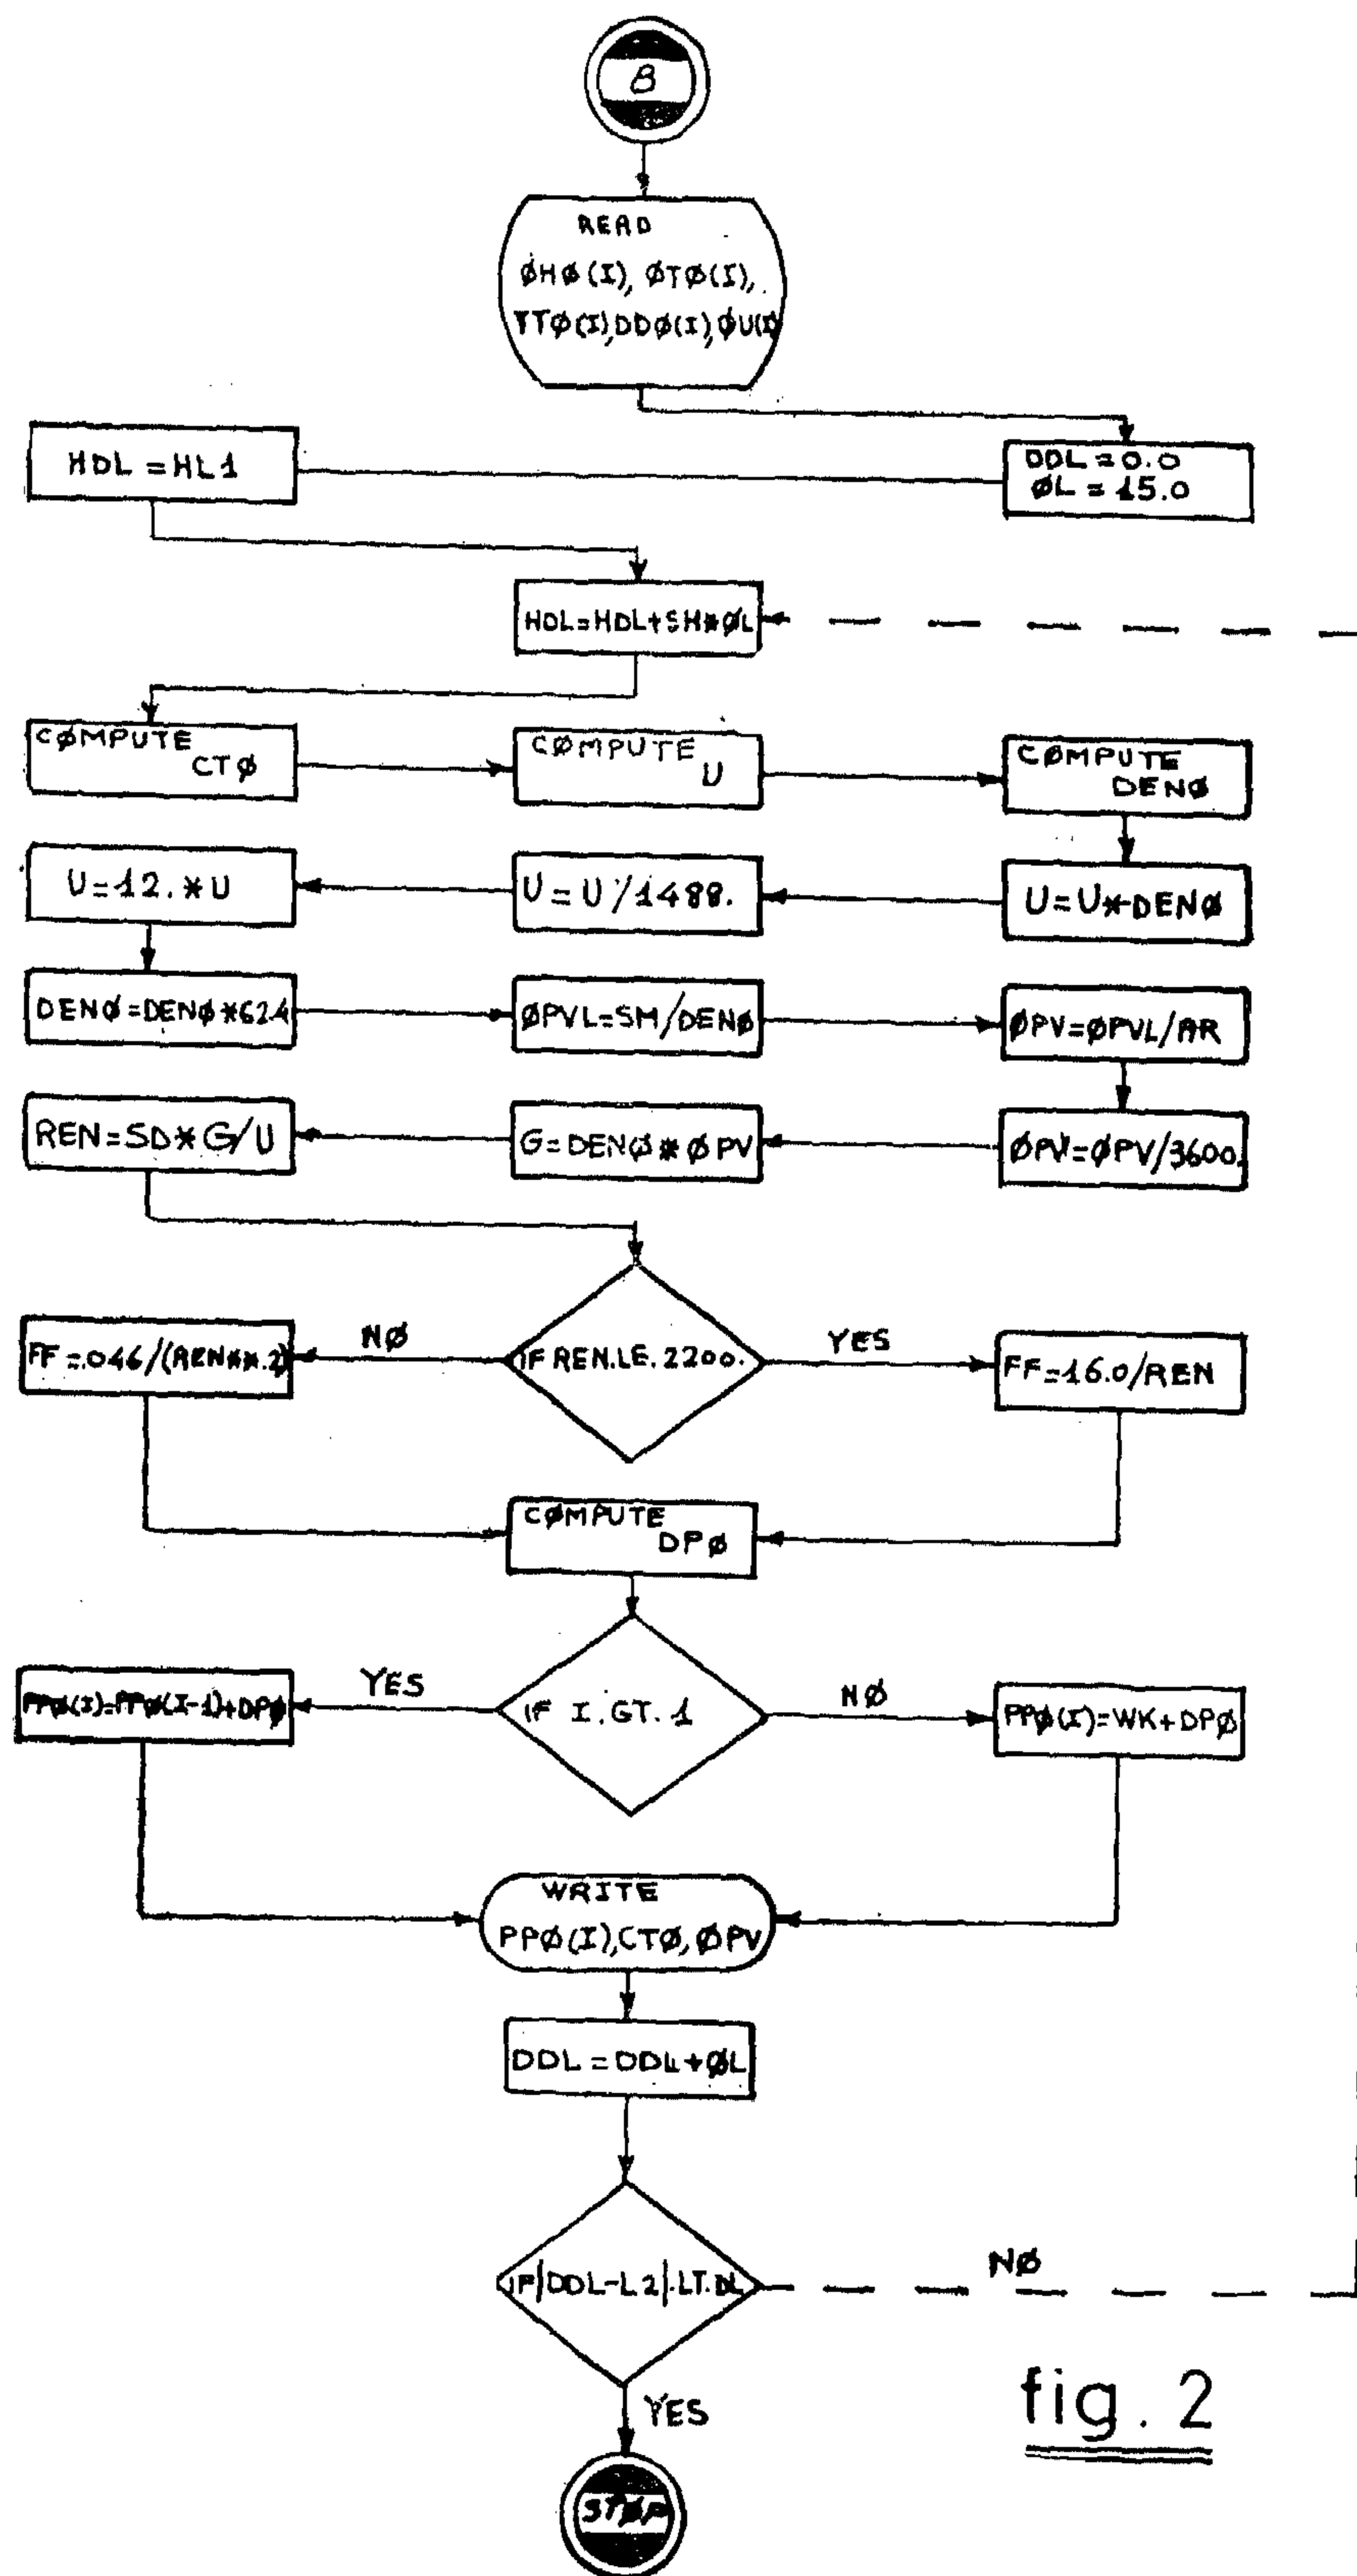 B
READ
ØHØ(I), ØTØ(I),
TTØ(I),DDØ(I),ØU(I)
HDL=HL1
DDL=0.0
ØL=15.0
HDL=HDL+SH*ØL
CØMPUTE
CTØ
CØMPUTE
U
CØMPUTE
DENØ
U=12.*U
U=U/1488.
U=U*DENØ
DENØ=DENØ*62.4
ØPVL=SM/DENØ
ØPV=ØPVL/AR
REN=SD*G/U
G=DENØ*ØPV
ØPV=ØPV/3600.
FF=.046/(REN**.2)
NØ
IF REN.LE.2200.
YES
FF=16.0/REN
CØMPUTE
DPØ
PPØ(I)=PPØ(I-1)+DPØ
YES
IF I.GT.1
NØ
PPØ(I)=WK+DPØ
WRITE
PPØ(I),CTØ,ØPV
DDL=DDL+ØL
IF|DDL-L2|.LT.DL
NØ
YES
fig. 2
STØP